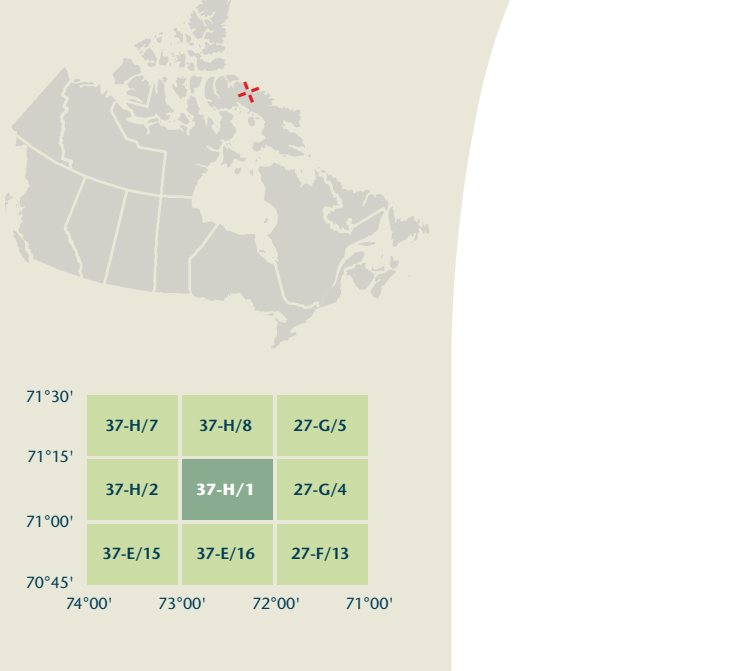 71°30'
37-H/7 37-H/8 27-G/5
71°15'
37-H/2 37-H/1 27-G/4
71°00'
37-E/15 37-E/16 27-F/13
70°45'
74°00' 73°00' 72°00' 71°00'